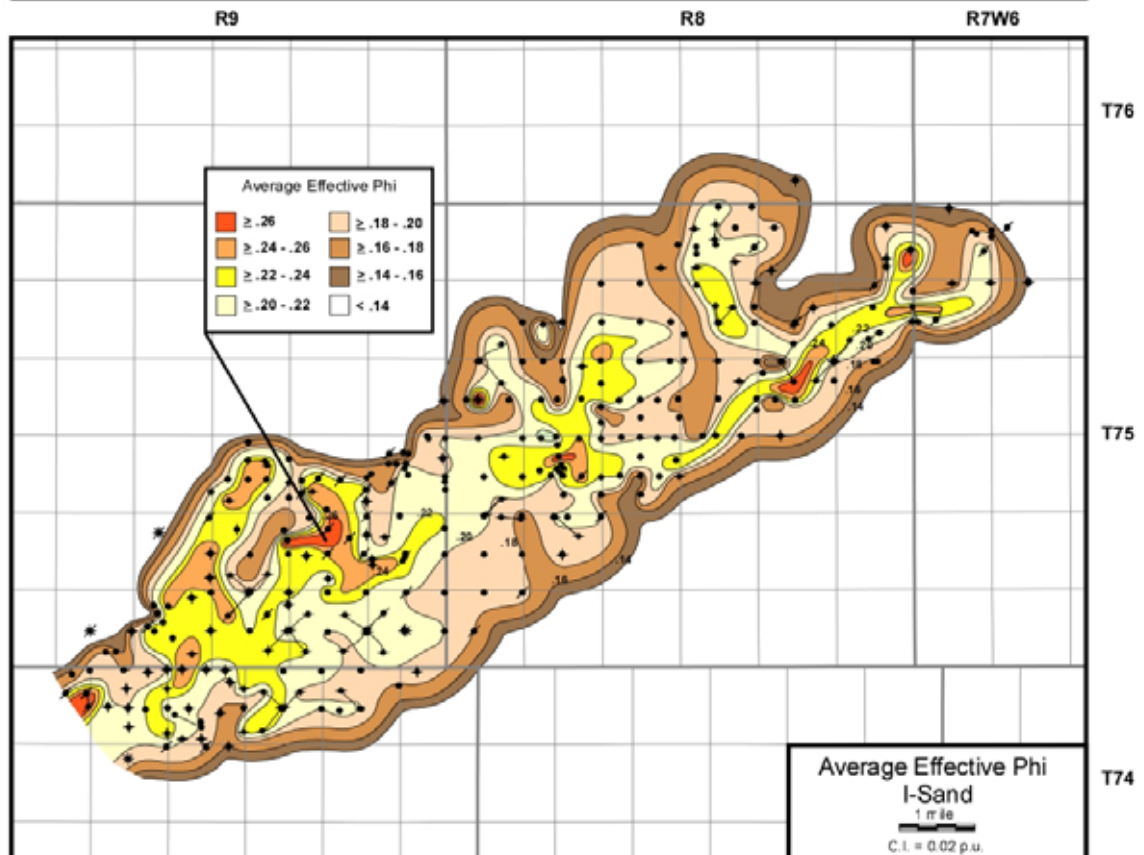 R9 R8 R7W6
T76
Average Effective Phi
≥ .26 ≥ .18 - .20
≥ .24 - .26 ≥ .16 - .18
≥ .22 - .24 ≥ .14 - .16
≥ .20 - .22 < .14
.22
.24
.20
.18
.16
.14
T75
.22
.20
.18
.14
.24
.16
Average Effective Phi
I-Sand
T74
1 mile
C.I. = 0.02 p.u.